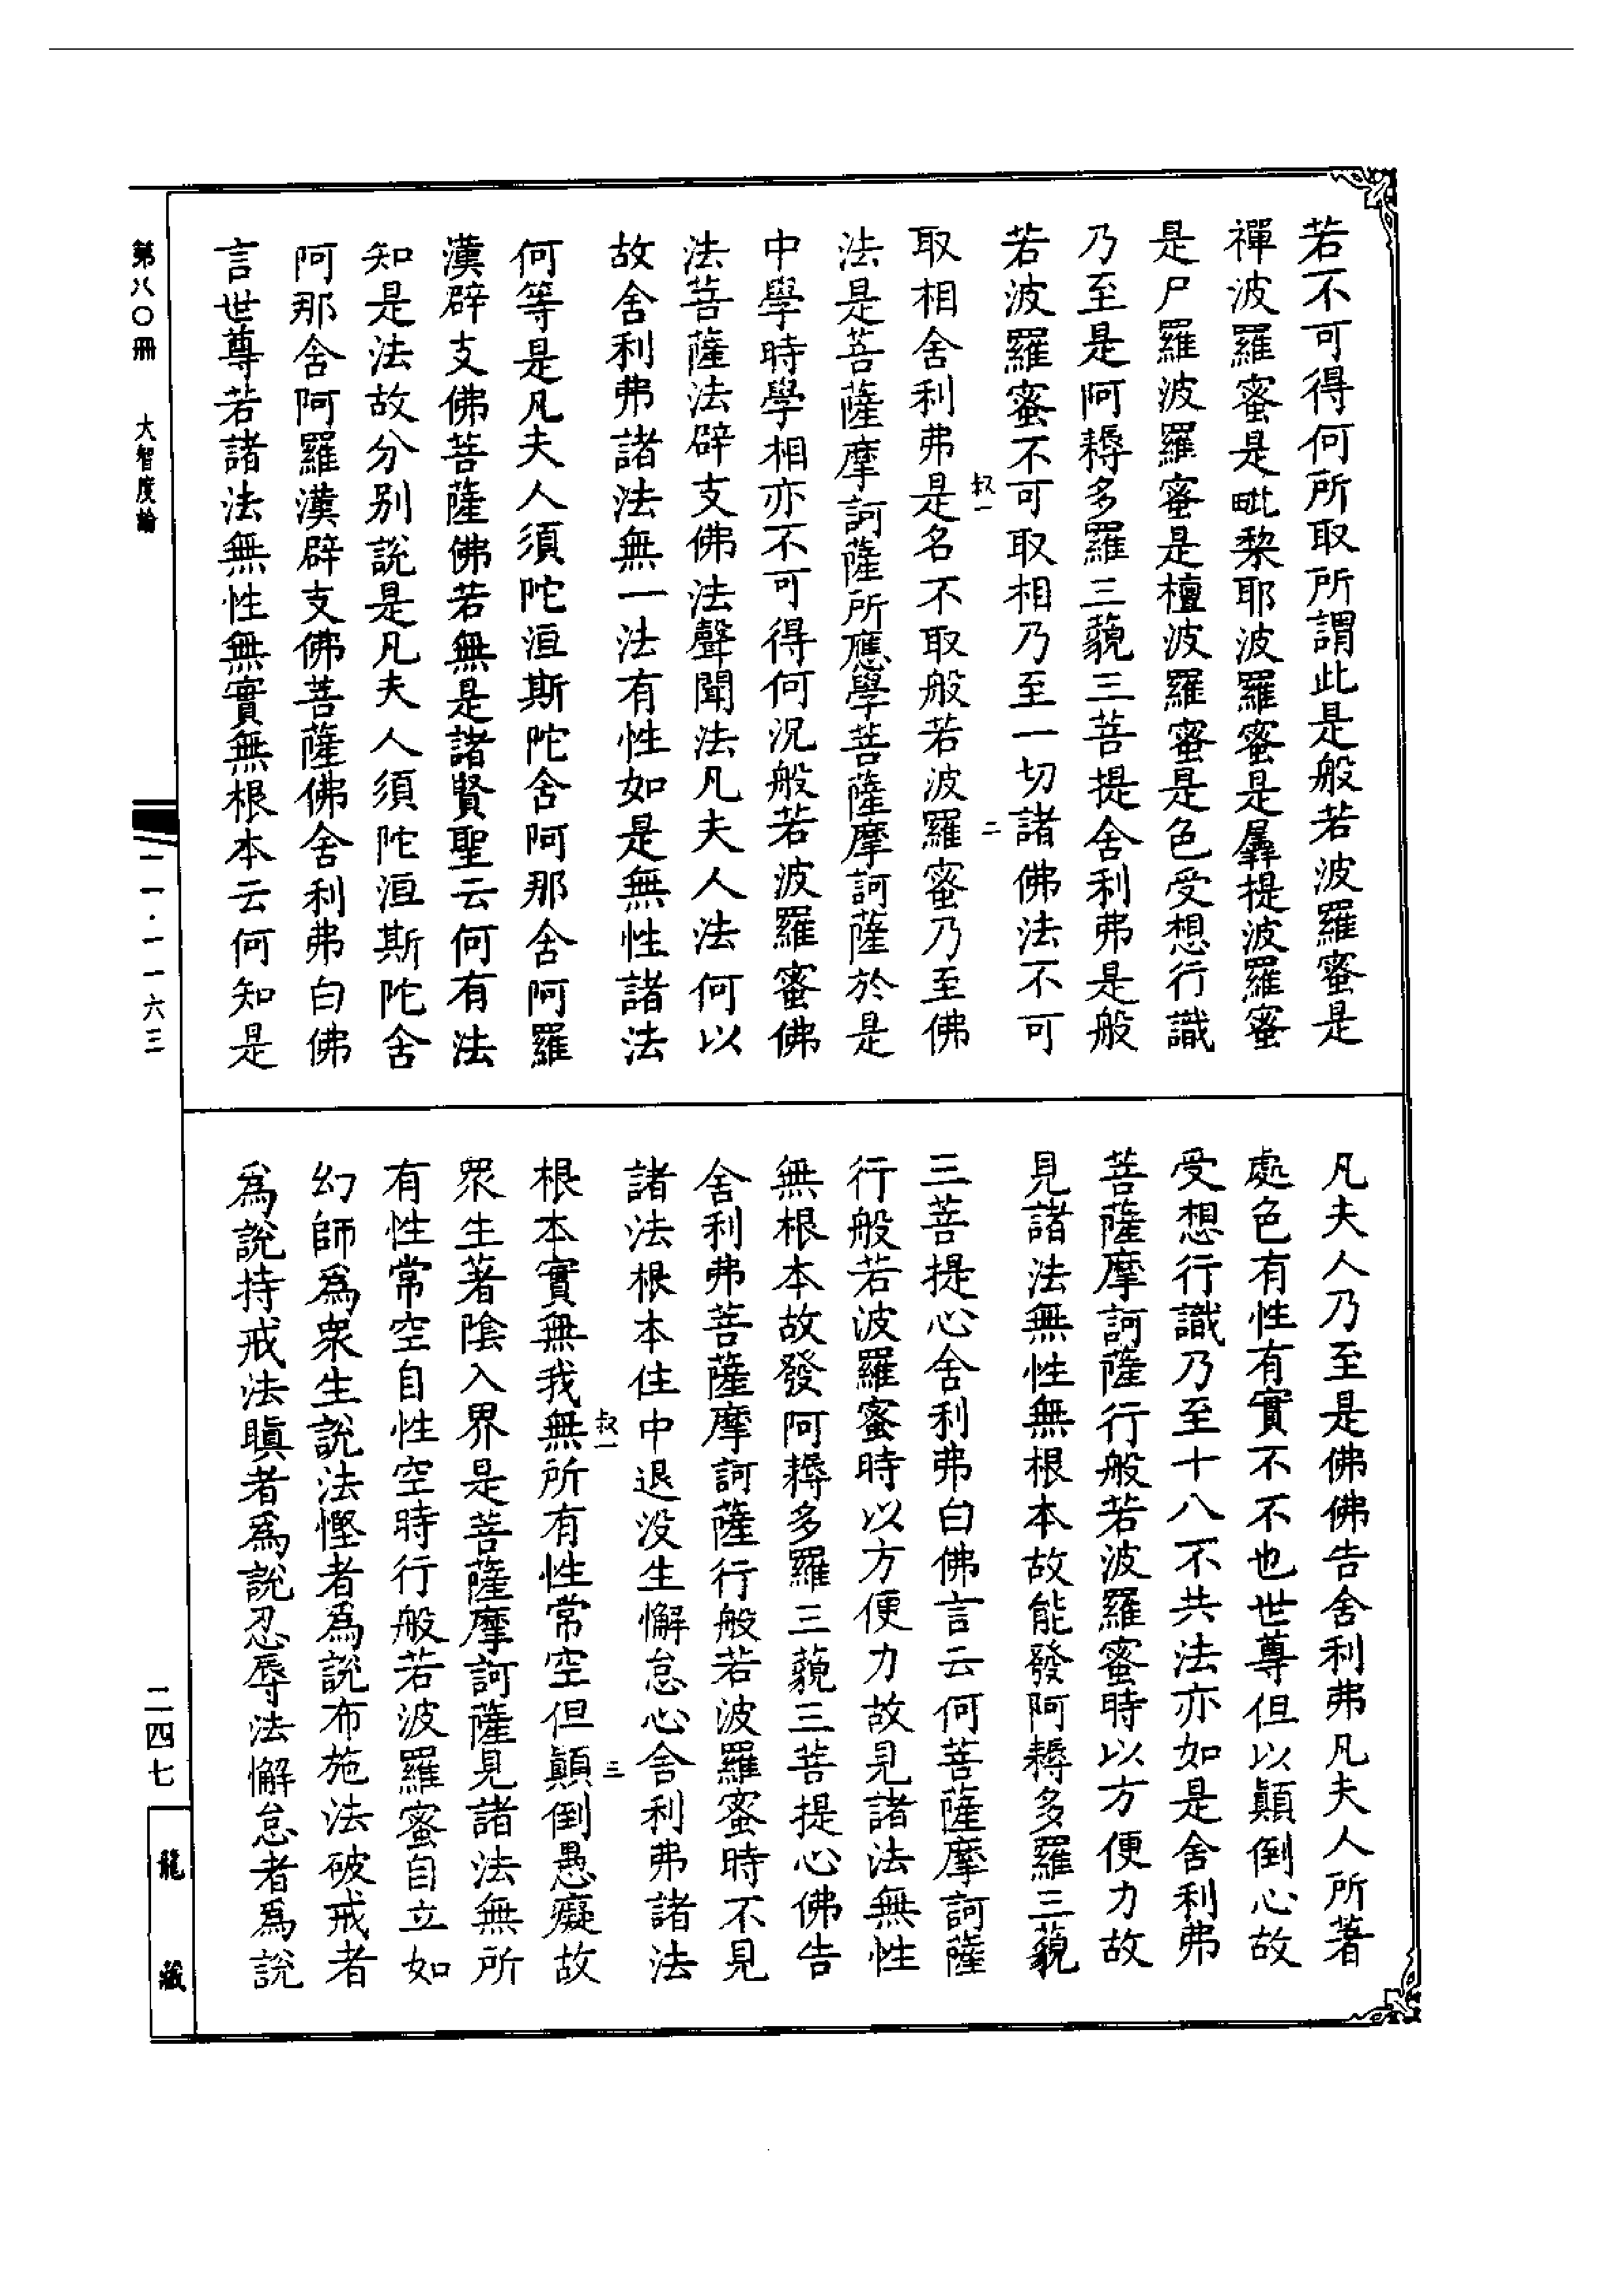 若不可得何所取所謂此是般若波羅蜜是
禪波羅蜜是毗棃耶波羅蜜是羼提波羅蜜
是尸羅波羅蜜是檀波羅蜜是色受想行識
乃至是阿耨多羅三藐三菩提舍利弗是般
若波羅蜜不可取相乃至一切諸佛法不可
叔一
二
取相舍利弗是名不取般若波羅蜜乃至佛
法是菩薩摩訶薩所應學菩薩摩訶薩於是
中學時學相亦不可得何況般若波羅蜜佛
法菩薩法辟支佛法聲聞法凡夫人法何以
故舍利弗諸法無一法有性如是無性諸法
何等是凡夫人須陀洹斯陀舍阿那舍阿羅
漢辟支佛菩薩佛若無是諸賢聖云何有法
知是法故分別說是凡夫人須陀洹斯陀舍
阿那舍阿羅漢辟支佛菩薩佛舍利弗白佛
言世尊若諸法無性無實無根本云何知是
凡夫人乃至是佛佛告舍利弗凡夫人所著
處色有性有實不不也世尊但以顛倒心故
受想行識乃至十八不共法亦如是舍利弗
菩薩摩訶薩行般若波羅蜜時以方便力故
見諸法無性無根本故能發阿耨多羅三藐
三菩提心舍利弗白佛言云何菩薩摩訶薩
行般若波羅蜜時以方便力故見諸法無性
無根本故發阿耨多羅三藐三菩提心佛告
舍利弗菩薩摩訶薩行般若波羅蜜時不見
諸法根本住中退没生懈怠心舍利弗諸法
叔一
三
根本實無我無所有性常空但顛倒愚癡故
眾生著陰入界是菩薩摩訶薩見諸法無所
有性常空自性空時行般若波羅蜜自立如
幻師爲衆生說法慳者爲說布施法破戒者
爲說持戒法瞋者爲說忍辱法懈怠者爲說
第八〇冊 大智度論
一一·一一六三
二四七
龍藏